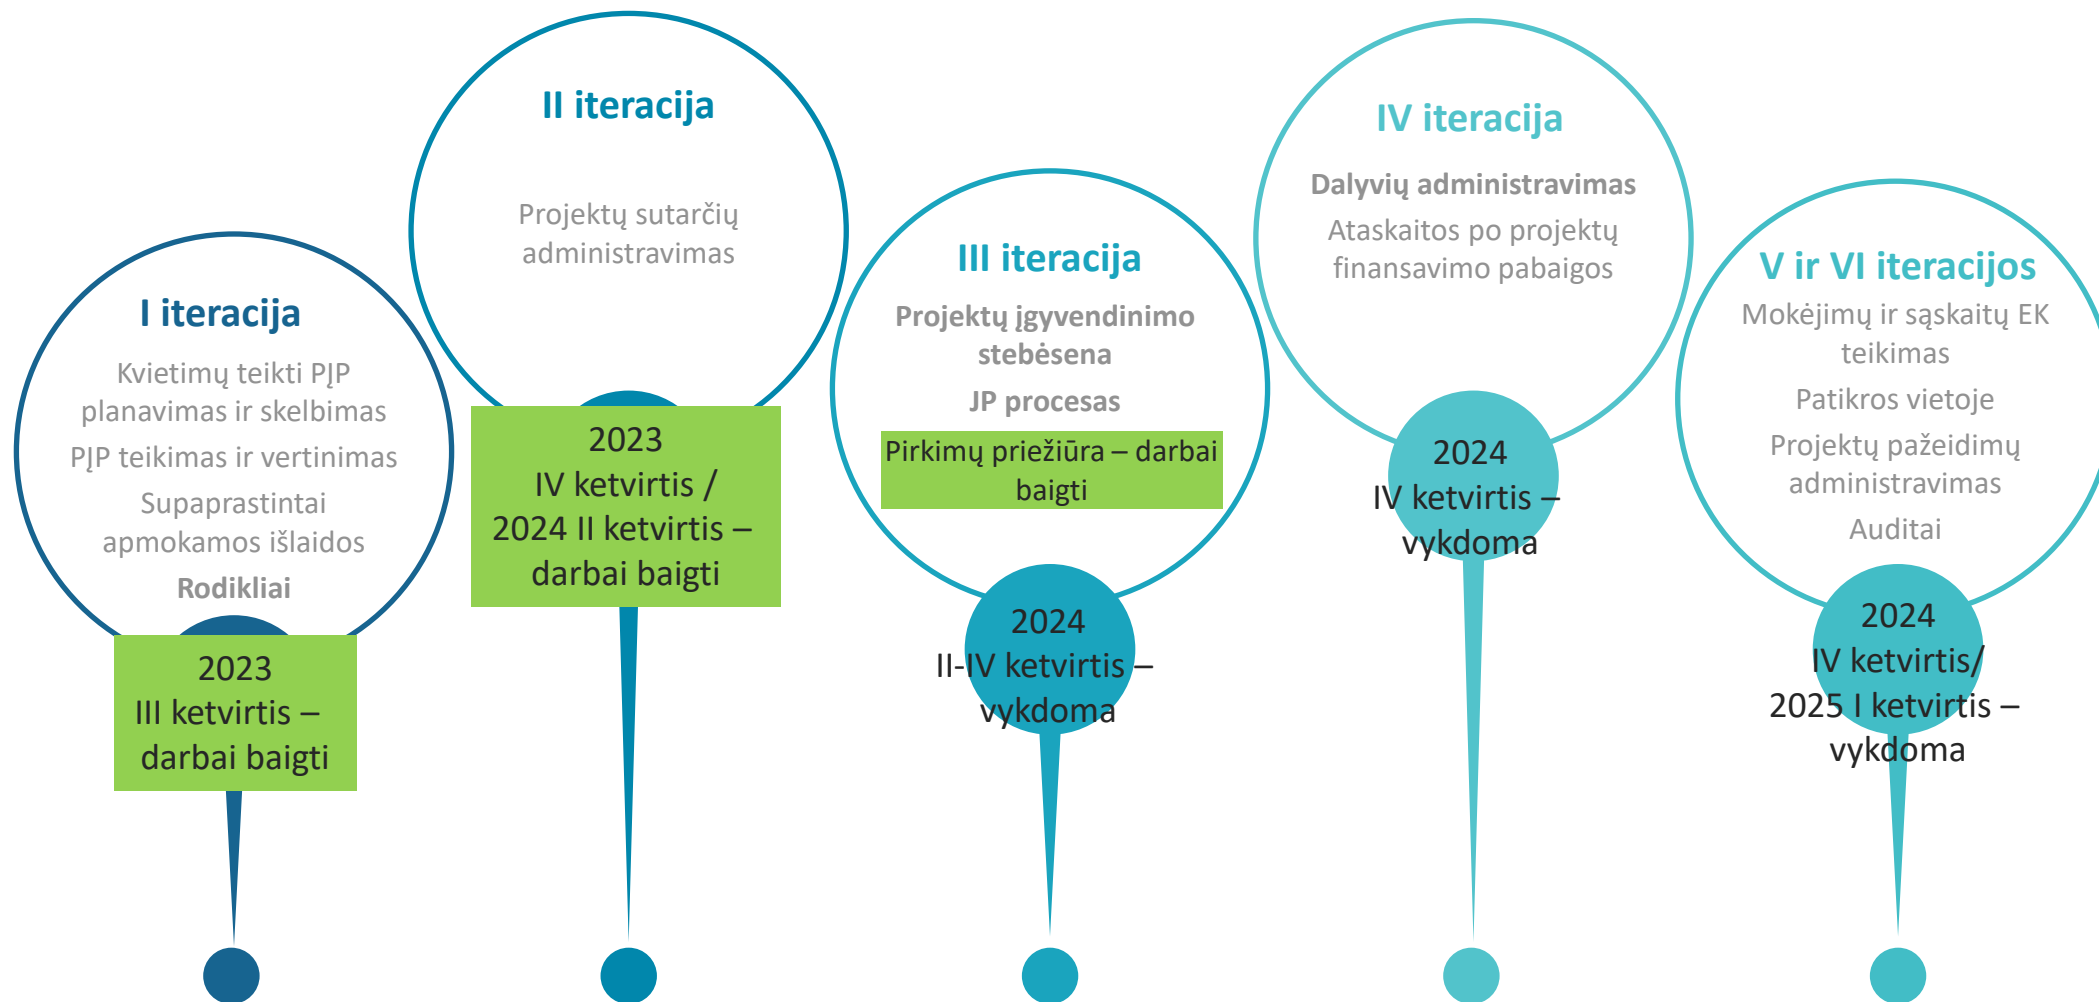 I iteracija
Kvietimų teikti PĮP
planavimas ir skelbimas
PĮP teikimas ir vertinimas
Supaprastintai
apmokamos išlaidos
Rodikliai
2023
III ketvirtis –
darbai baigti
II iteracija
Projektų sutarčių
administravimas
2023
IV ketvirtis /
2024 II ketvirtis –
darbai baigti
III iteracija
Projektų įgyvendinimo
stebėsena
JP procesas
Pirkimų priežiūra – darbai
baigti
2024
II-IV ketvirtis –
vykdoma
IV iteracija
Dalyvių administravimas
Ataskaitos po projektų
finansavimo pabaigos
2024
IV ketvirtis –
vykdoma
V ir VI iteracijos
Mokėjimų ir sąskaitų EK
teikimas
Patikros vietoje
Projektų pažeidimų
administravimas
Auditai
2024
IV ketvirtis/
2025 I ketvirtis –
vykdoma